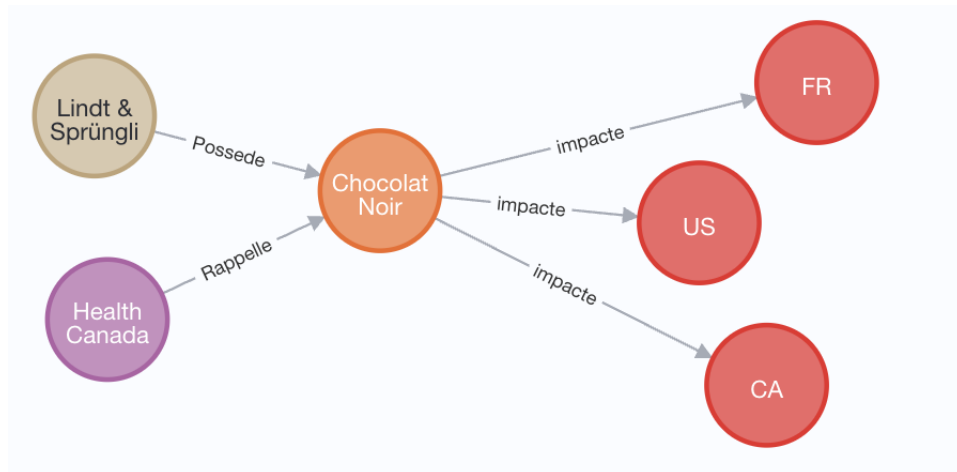 Lindt &
Sprüngli
Possede
Health
Canada
Rappelle
Chocolat
Noir
impacte
FR
impacte
US
impacte
CA